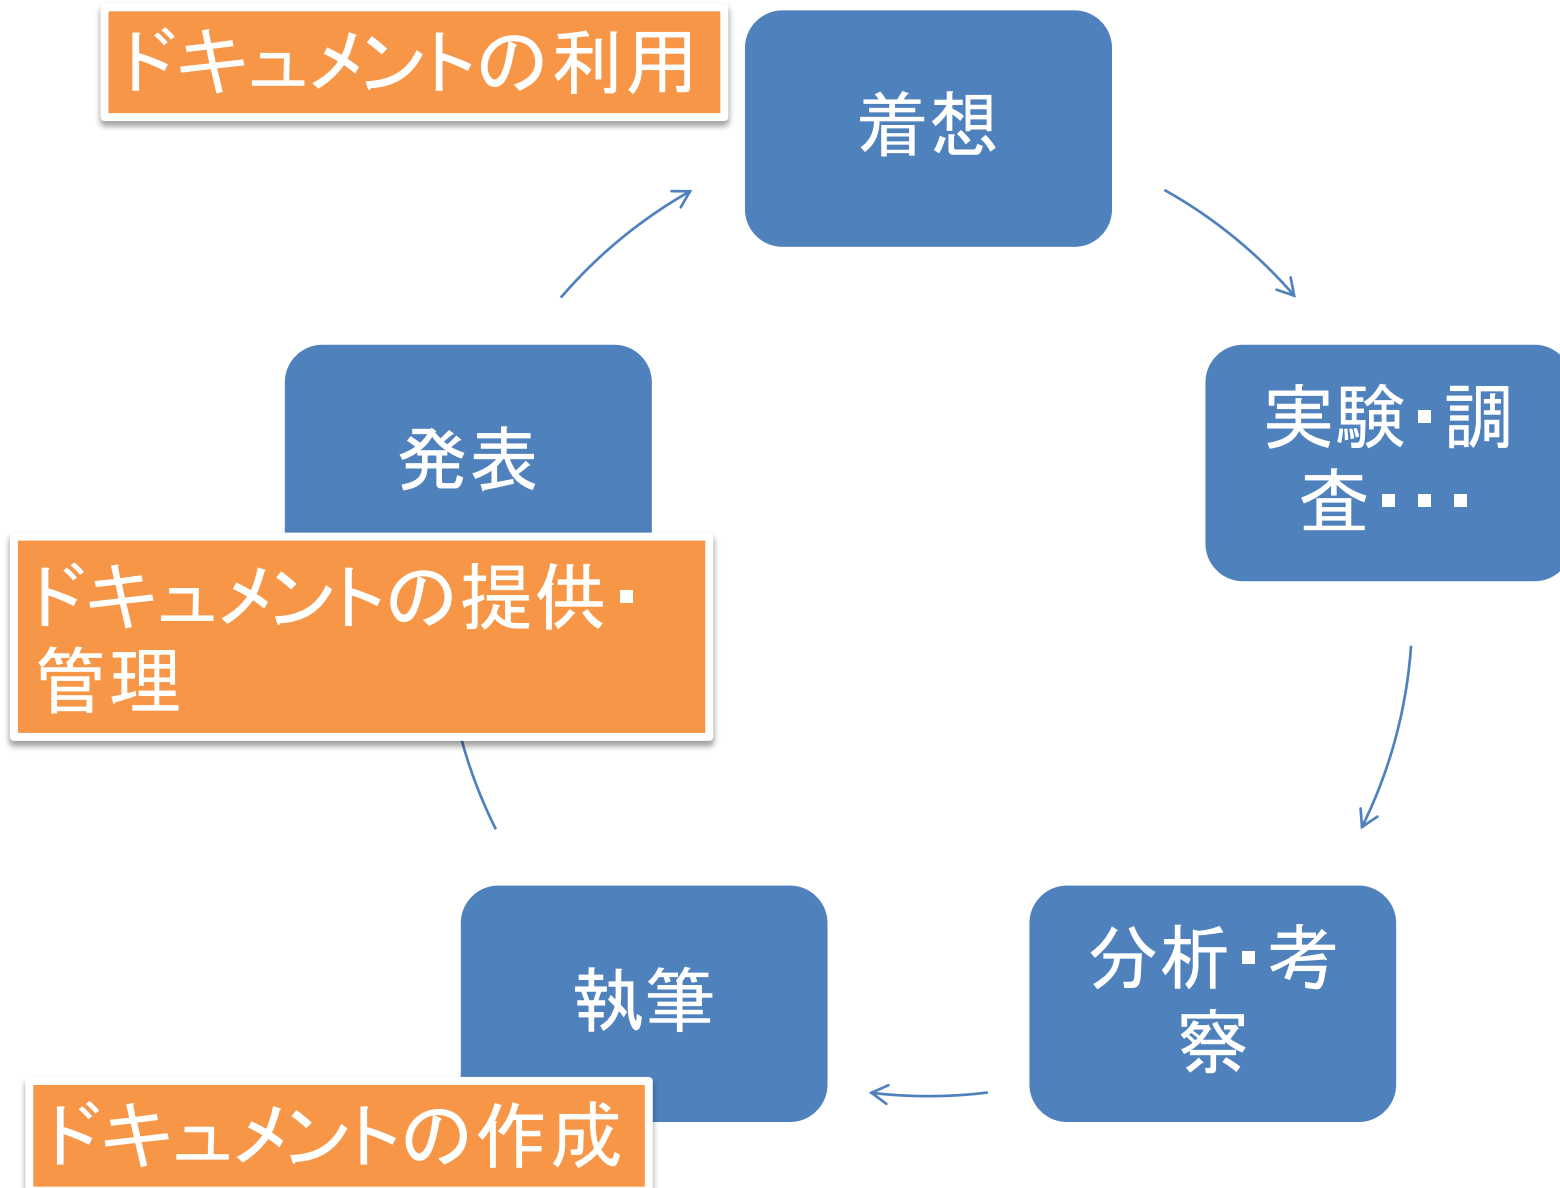 ドキュメントの利用
着想
発表
実験・調
査・・・
ドキュメントの提供・
管理
執筆
分析・考
察
ドキュメントの作成